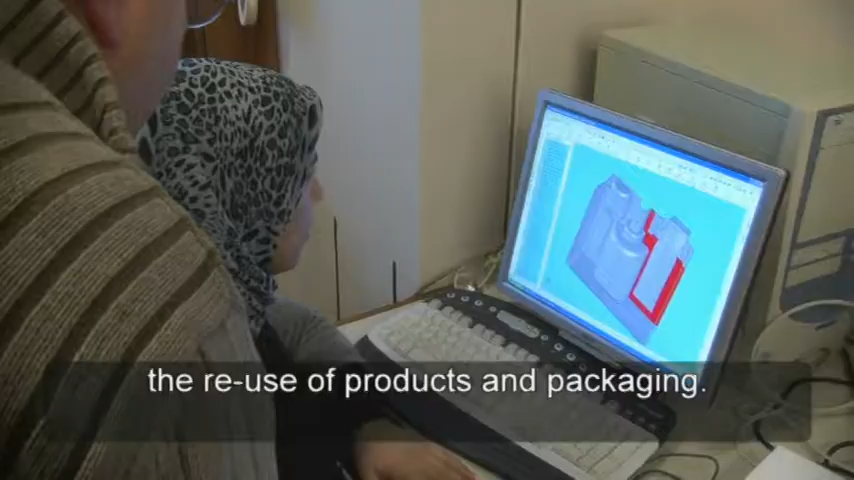 the re-use of products and packaging.